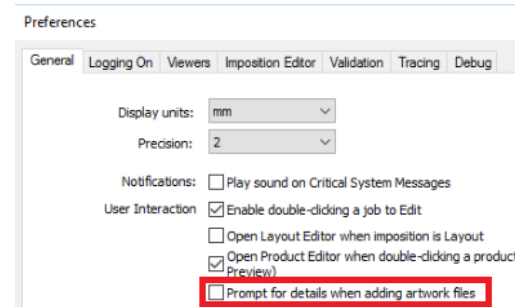 Preferences
General Logging On Viewers Imposition Editor Validation Tracing Debug
Display units: mm
Precision: 2
Notifications: Play sound on Critical System Messages
User Interaction Enable double-clicking a job to Edit
Open Layout Editor when imposition is Layout
Open Product Editor when double-clicking a product
Preview)
Prompt for details when adding artwork files